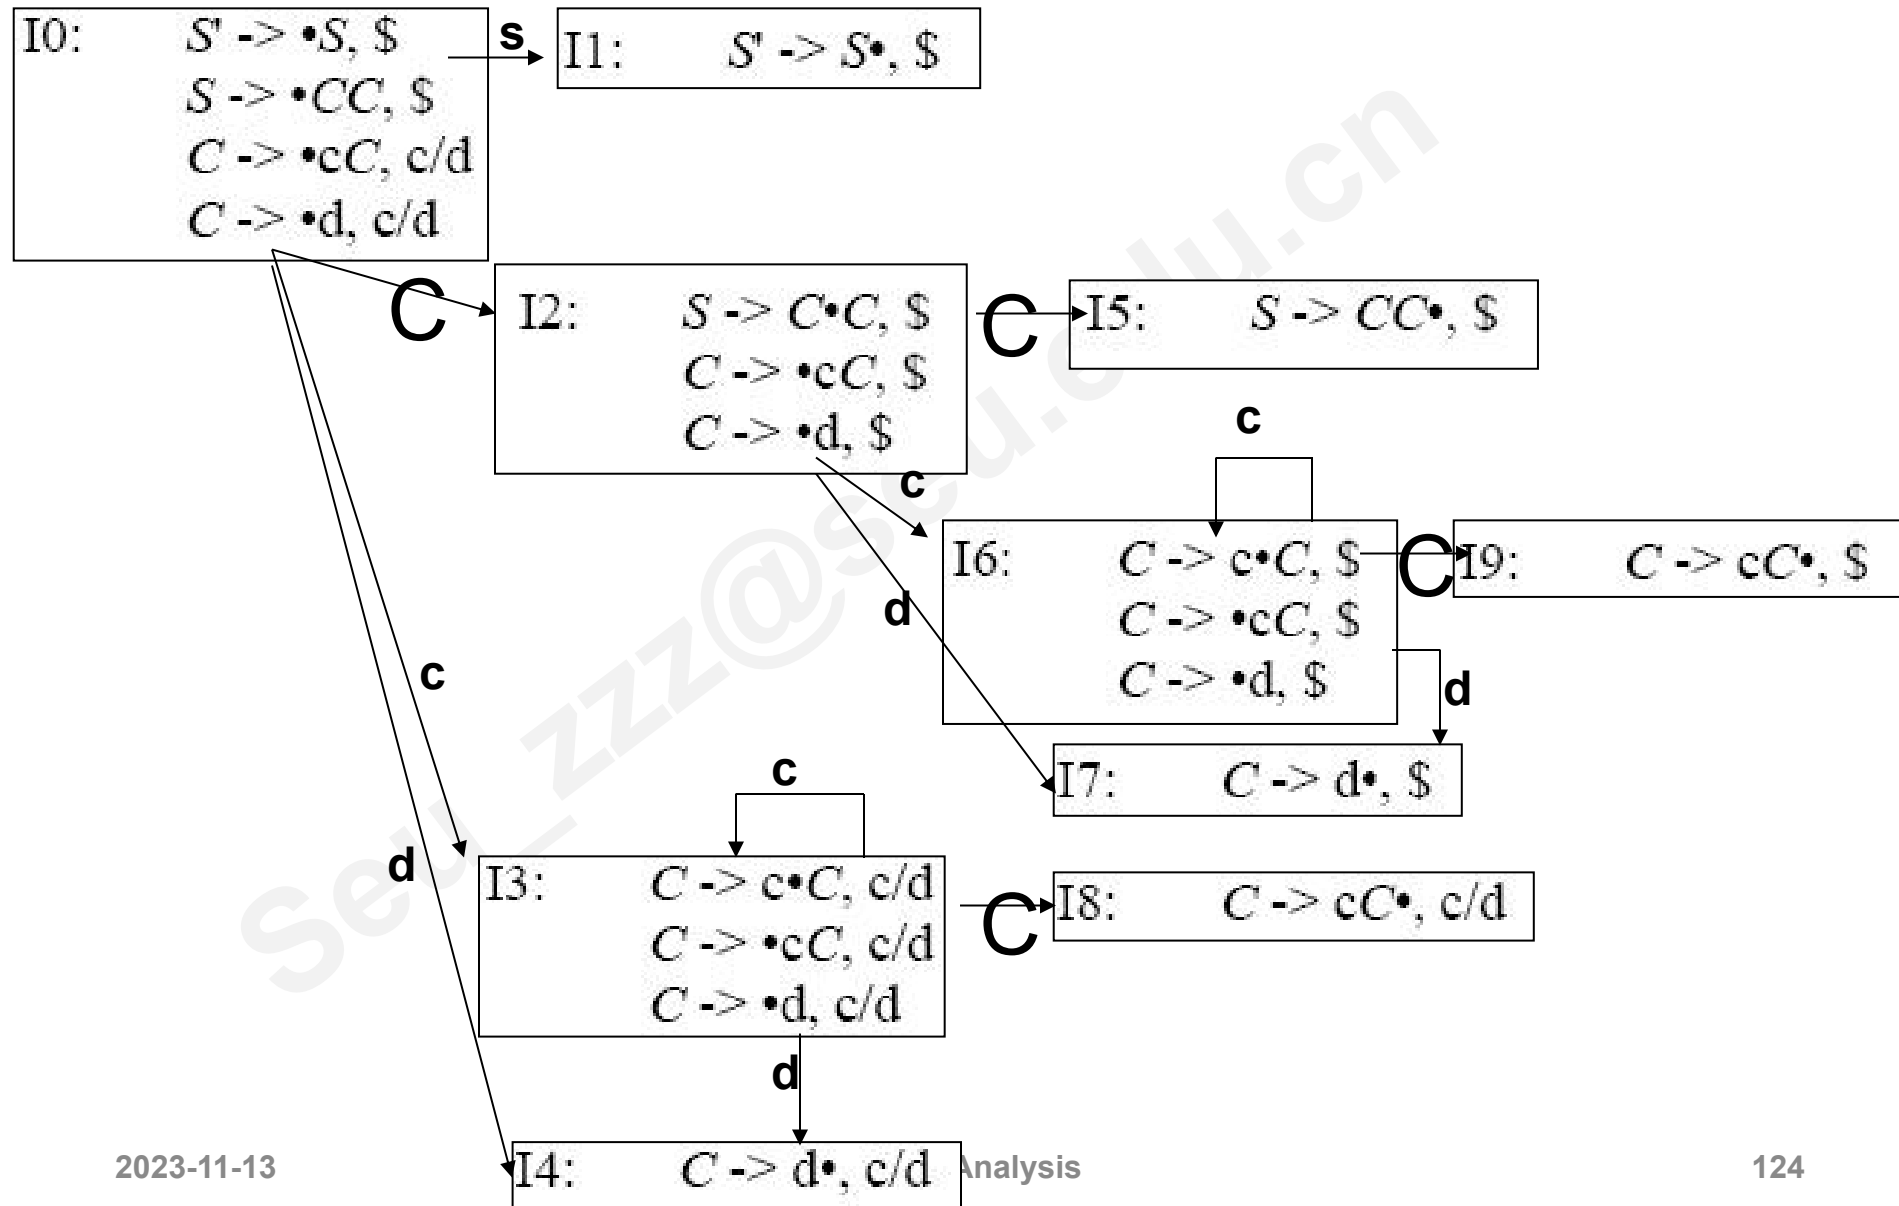 I0: S' -> •S, $
S -> •CC, $
C -> •cC, c/d
C -> •d, c/d
s
I1: S' -> S•, $
C
I2: S -> C•C, $
C -> •cC, $
C -> •d, $
C
I5: S -> CC•, $
c
c
d
I6: C -> c•C, $
C -> •cC, $
C -> •d, $
C
I9: C -> cC•, $
d
I7: C -> d•, $
c
d
c
I3: C -> c•C, c/d
C -> •cC, c/d
C -> •d, c/d
C
I8: C -> cC•, c/d
d
I4: C -> d•, c/d
2023-11-13
Analysis
124
Seu_zzz@seu.edu.cn